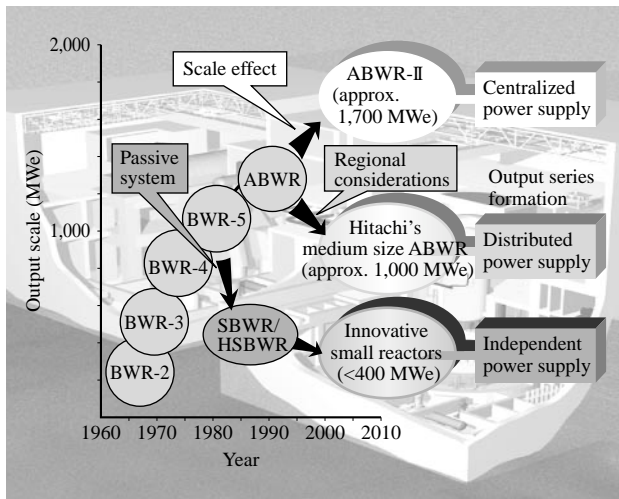 2,000
1,000
Output scale (MWe)
Scale effect
ABWR-II
(approx.
1,700 MWe)
Centralized
power supply
Passive
system
ABWR
Regional
considerations
Output series
formation
BWR-5
Hitachi's
medium size ABWR
(approx. 1,000 MWe)
Distributed
power supply
BWR-4
BWR-3
SBWR/
HSBWR
Innovative
small reactors
(<400 MWe)
Independent
power supply
BWR-2
1960 1970 1980 1990 2000 2010
Year